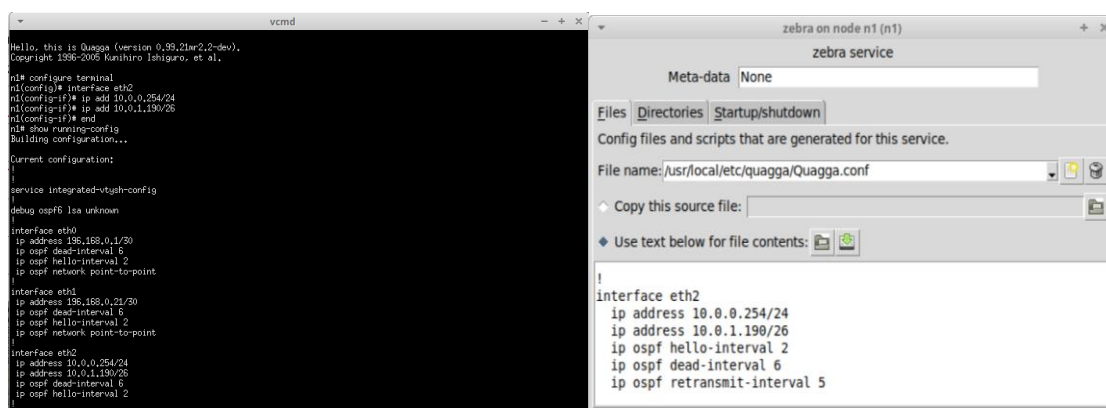 vcmd
Hello, this is Quagga (version 0.99.21mr2.2-dev).
Copyright 1996-2005 Kunihiro Ishiguro, et al.
n1# configure terminal
n1(config)# interface eth2
n1(config-if)# ip add 10.0.0.254/24
n1(config-if)# ip add 10.0.1.190/26
n1(config-if)# end
n1# show running-config
Building configuration...
Current configuration:
!
!
service integrated-vtysh-config
!
debug ospf6 lsa unknown
!
interface eth0
ip address 196.168.0.1/30
ip ospf dead-interval 6
ip ospf hello-interval 2
ip ospf network point-to-point
!
interface eth1
ip address 196.168.0.21/30
ip ospf dead-interval 6
ip ospf hello-interval 2
ip ospf network point-to-point
!
interface eth2
ip address 10.0.0.254/24
ip address 10.0.1.190/26
ip ospf dead-interval 6
ip ospf hello-interval 2
!
zebra on node n1 (n1)
zebra service
Meta-data None
Files Directories Startup/shutdown
Config files and scripts that are generated for this service.
File name: /usr/local/etc/quagga/Quagga.conf
Copy this source file:
Use text below for file contents:
!
interface eth2
ip address 10.0.0.254/24
ip address 10.0.1.190/26
ip ospf hello-interval 2
ip ospf dead-interval 6
ip ospf retransmit-interval 5